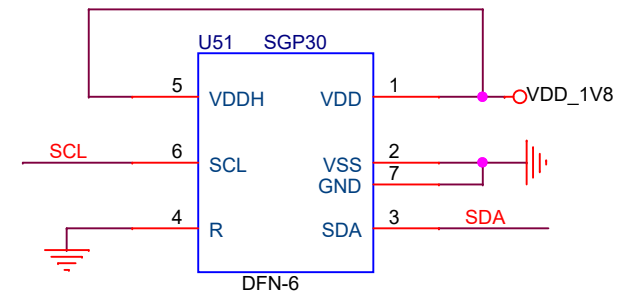 U51 SGP30
5 VDDH VDD 1 VDD_1V8
SCL 6 SCL VSS 2
GND 7
4 R SDA 3 SDA
DFN-6